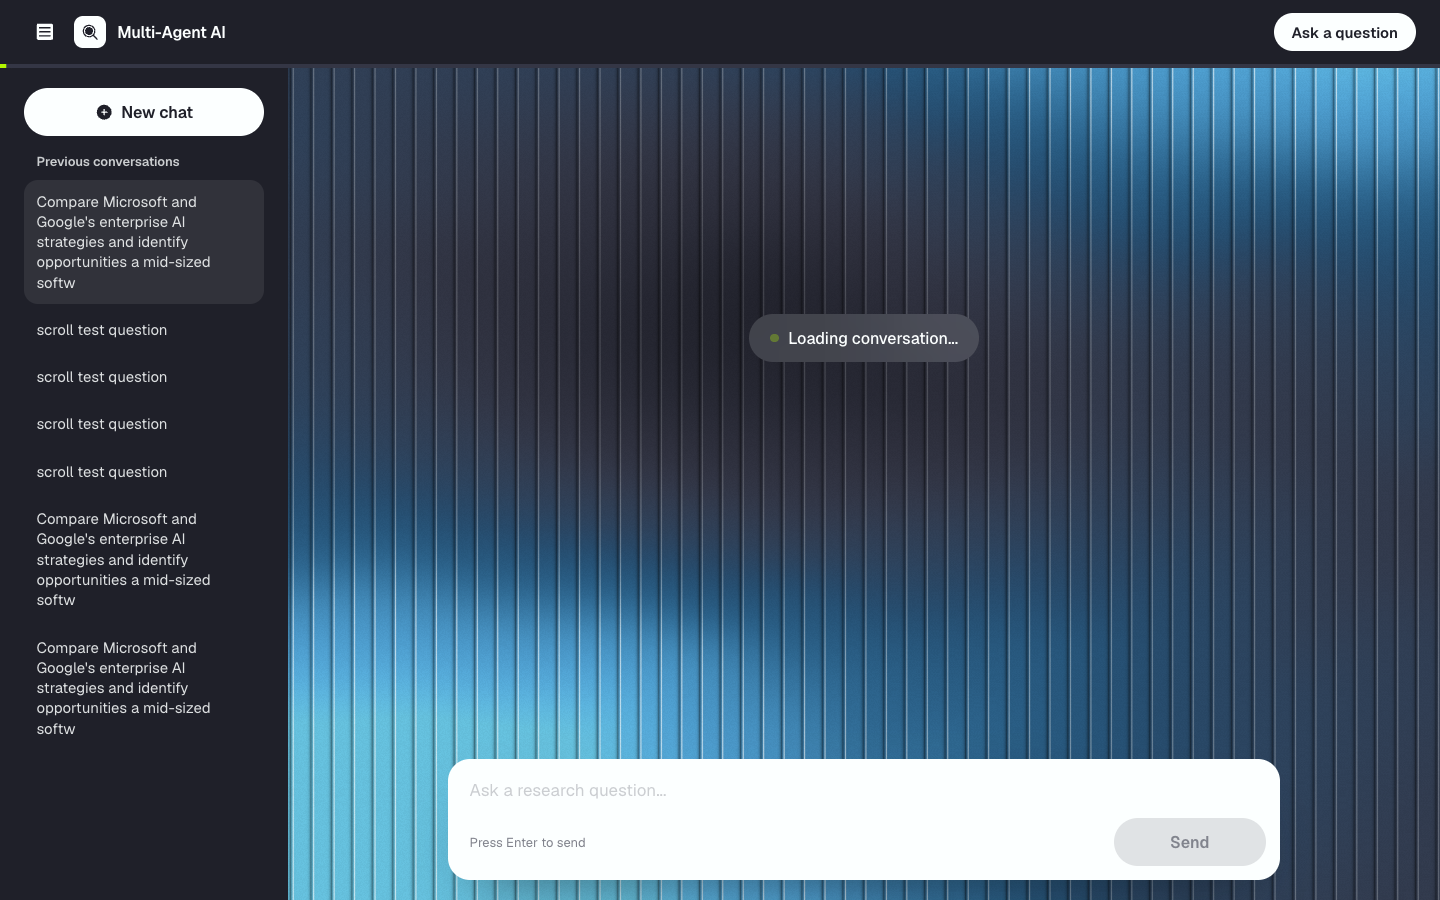 Multi-Agent AI
Ask a question
New chat
Previous conversations
Compare Microsoft and
Google's enterprise AI
strategies and identify
opportunities a mid-sized
softw
scroll test question
scroll test question
scroll test question
scroll test question
Compare Microsoft and
Google's enterprise AI
strategies and identify
opportunities a mid-sized
softw
Compare Microsoft and
Google's enterprise AI
strategies and identify
opportunities a mid-sized
softw
Loading conversation...
Ask a research question...
Press Enter to send
Send